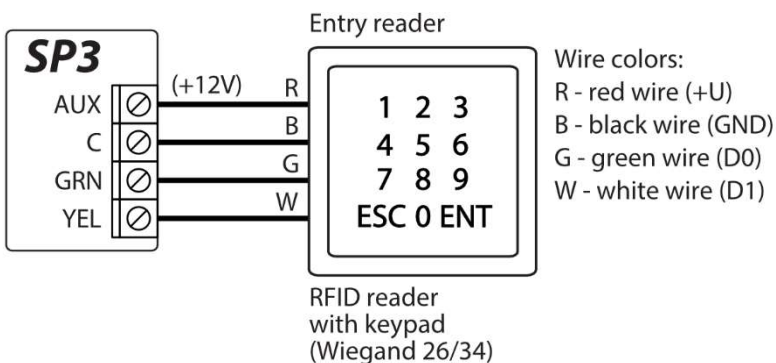 Entry reader
SP3
(+12V)
AUX
C
GRN
YEL
R
B
G
W
1 2 3
4 5 6
7 8 9
ESC 0 ENT
Wire colors:
R - red wire (+U)
B - black wire (GND)
G - green wire (D0)
W - white wire (D1)
RFID reader
with keypad
(Wiegand 26/34)